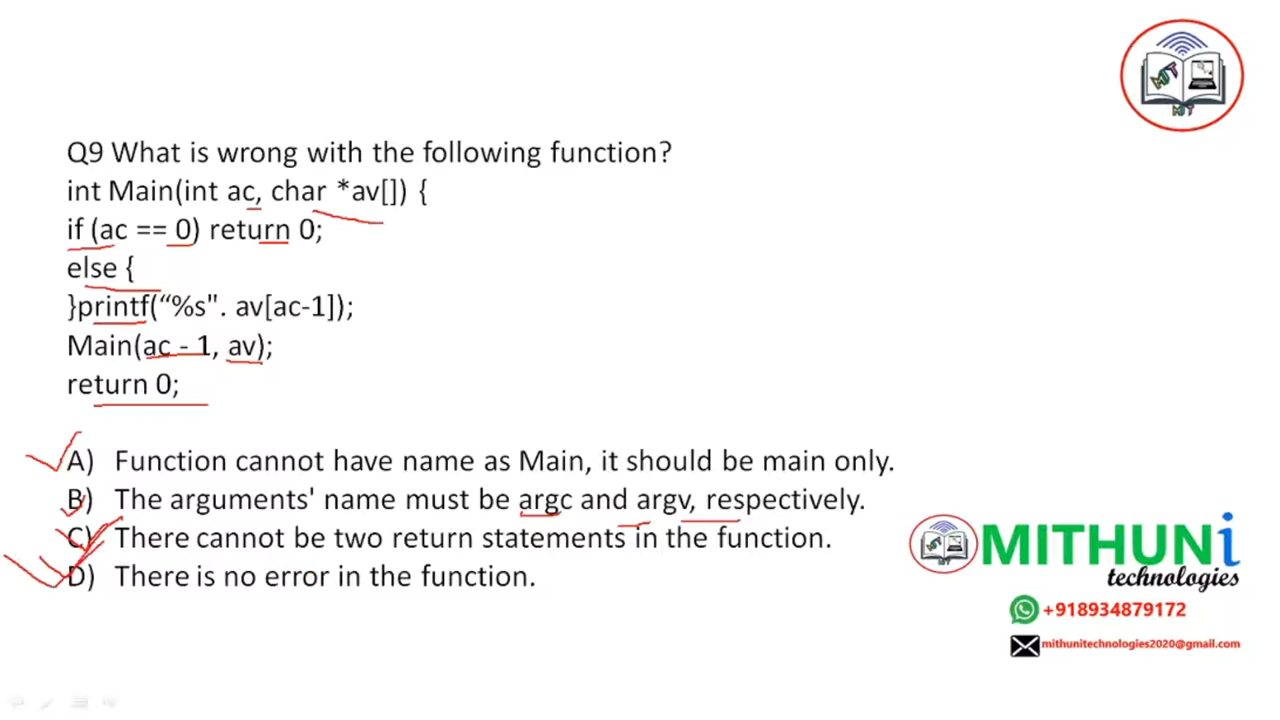 MIT
MIT
Q9 What is wrong with the following function?
int Main(int ac, char *av[]) {
if (ac == 0) return 0;
else {
}printf(“%s". av[ac-1]);
Main(ac - 1, av);
return 0;
A) Function cannot have name as Main, it should be main only.
B) The arguments' name must be argc and argv, respectively.
C) There cannot be two return statements in the function.
D) There is no error in the function.
MITHUNi
technologies
+918934879172
mithunitechnologies2020@gmail.com